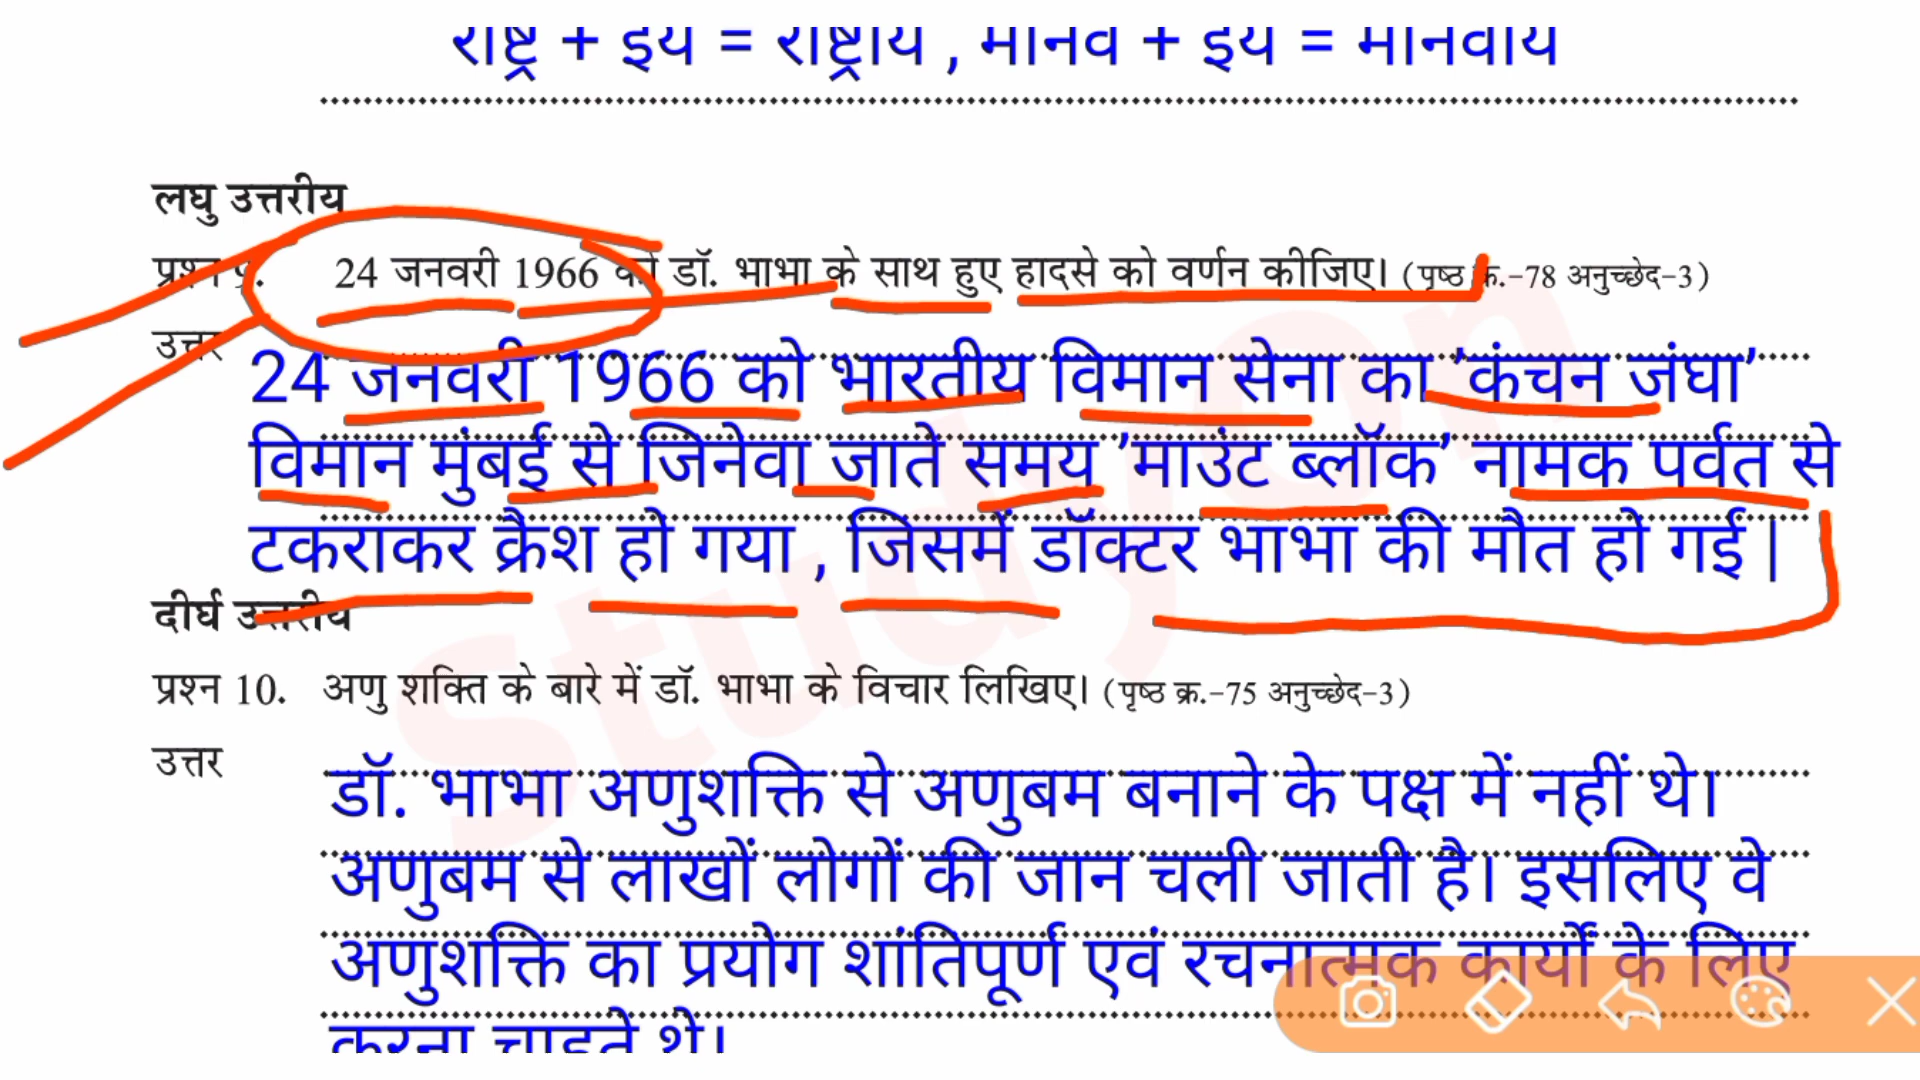 राष्ट्र + इय = राष्ट्रीय , मानव + इय = मानवीय
लघु उत्तरीय
प्रश्न 9. 24 जनवरी 1966 को डॉ. भाभा के साथ हुए हादसे को वर्णन कीजिए। (पृष्ठ क्र.-78 अनुच्छेद-3)
उत्तर
24 जनवरी 1966 को भारतीय विमान सेना का 'कंचन जंघा'
विमान मुंबई से जिनेवा जाते समय 'माउंट ब्लॉक' नामक पर्वत से
टकराकर क्रैश हो गया , जिसमें डॉक्टर भाभा की मौत हो गई |
दीर्घ उत्तरीय
प्रश्न 10. अणु शक्ति के बारे में डॉ. भाभा के विचार लिखिए। (पृष्ठ क्र.-75 अनुच्छेद-3)
उत्तर
डॉ. भाभा अणुशक्ति से अणुबम बनाने के पक्ष में नहीं थे।
अणुबम से लाखों लोगों की जान चली जाती है। इसलिए वे
अणुशक्ति का प्रयोग शांतिपूर्ण एवं रचनात्मक कार्यो के लिए
करना चाहते थे।
Studyon